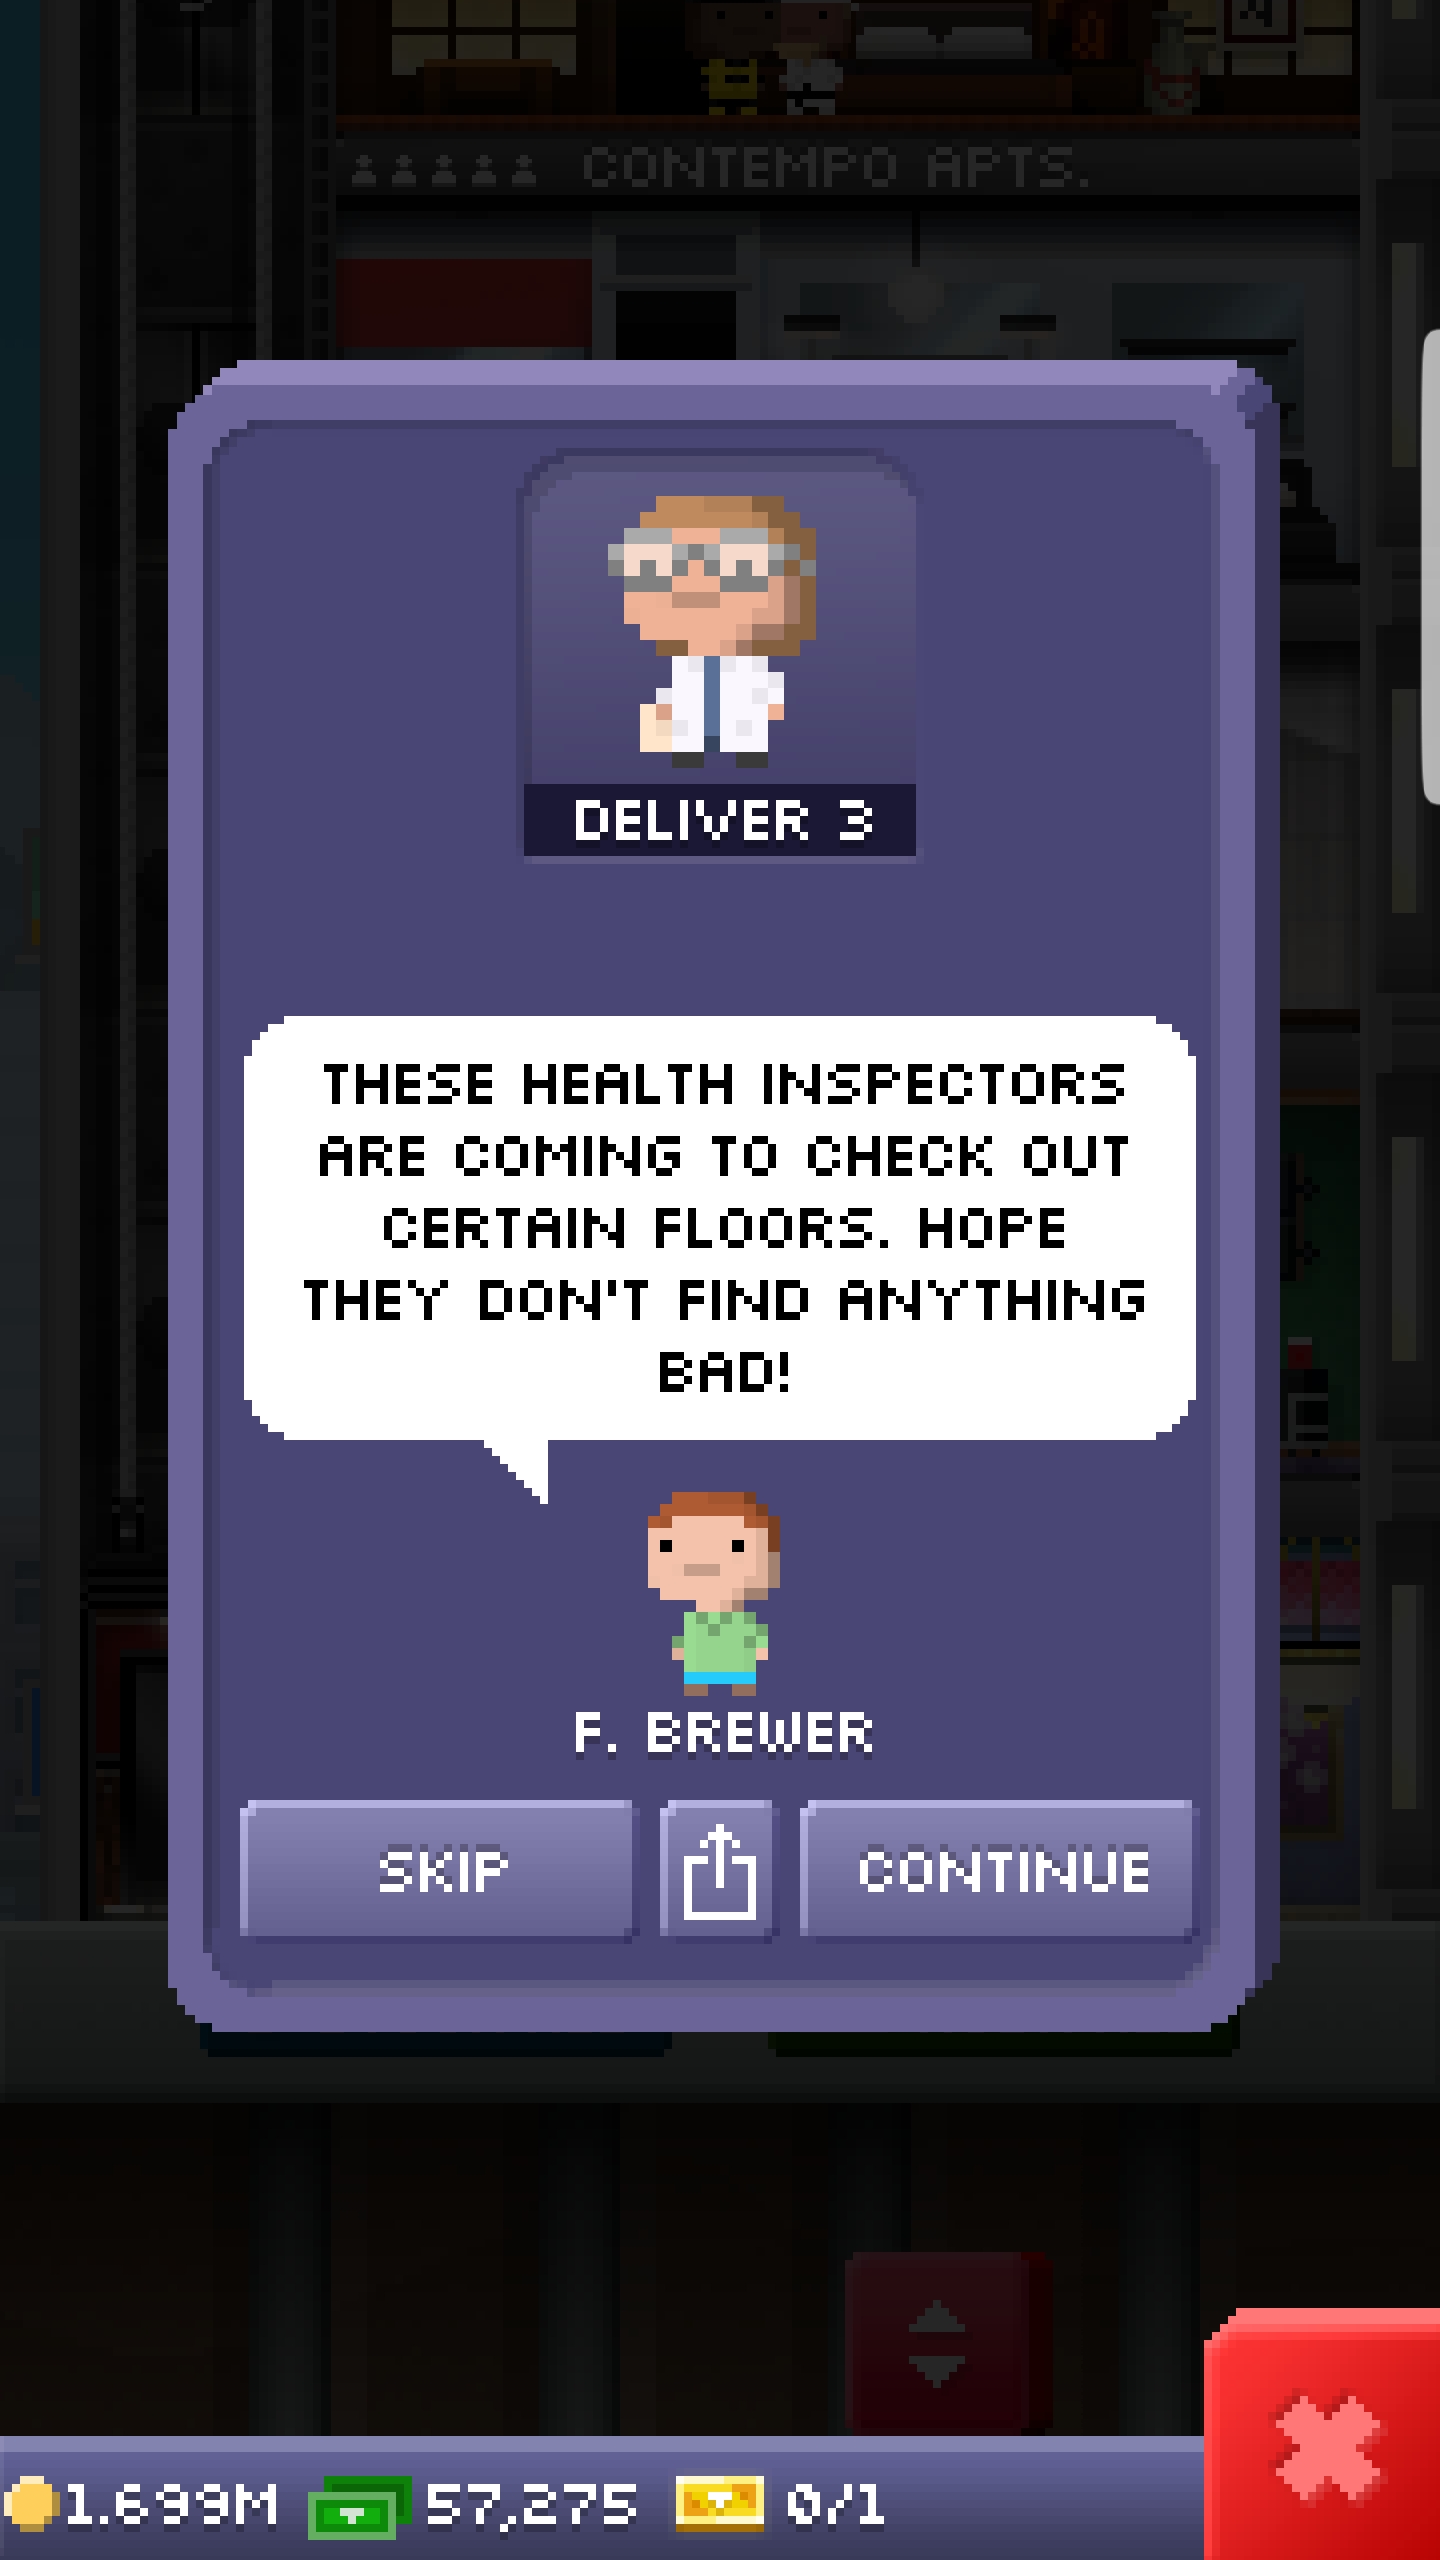 CONTEMPO APTS.
DELIVER 3
THESE HEALTH INSPECTORS
ARE COMING TO CHECK OUT
CERTAIN FLOORS. HOPE
THEY DON'T FIND ANYTHING
BAD!
F. BREWER
SKIP
CONTINUE
1.699M 57,275 0/1